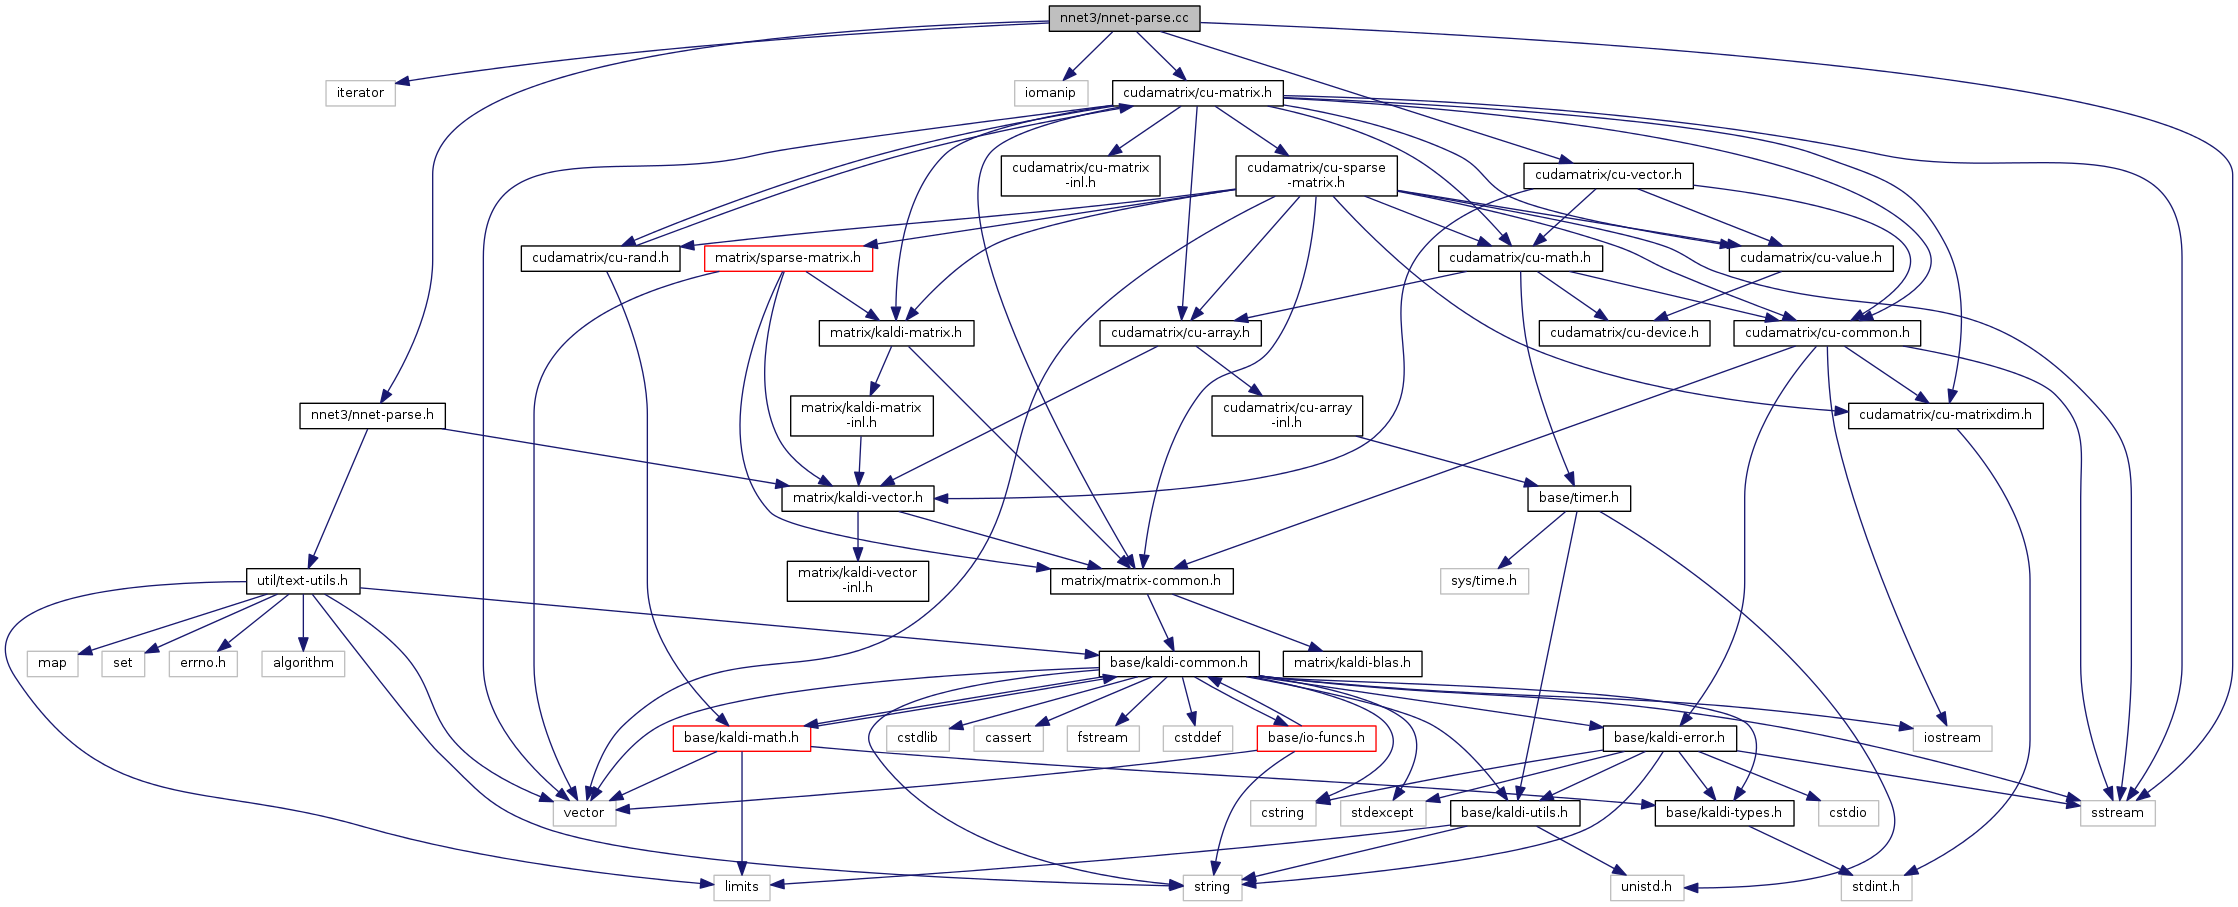 nnet3/nnet-parse.cc
iterator
iomanip
cudamatrix/cu-matrix.h
cudamatrix/cu-matrix
-inl.h
cudamatrix/cu-sparse
-matrix.h
cudamatrix/cu-vector.h
cudamatrix/cu-rand.h
matrix/sparse-matrix.h
cudamatrix/cu-math.h
cudamatrix/cu-value.h
matrix/kaldi-matrix.h
cudamatrix/cu-array.h
cudamatrix/cu-device.h
cudamatrix/cu-common.h
nnet3/nnet-parse.h
matrix/kaldi-matrix
-inl.h
cudamatrix/cu-array
-inl.h
cudamatrix/cu-matrixdim.h
matrix/kaldi-vector.h
base/timer.h
util/text-utils.h
matrix/kaldi-vector
-inl.h
matrix/matrix-common.h
sys/time.h
map
set
errno.h
algorithm
base/kaldi-common.h
matrix/kaldi-blas.h
base/kaldi-math.h
cstdlib
cassert
fstream
cstddef
base/io-funcs.h
base/kaldi-error.h
iostream
vector
cstring
stdexcept
base/kaldi-utils.h
base/kaldi-types.h
cstdio
sstream
limits
string
unistd.h
stdint.h